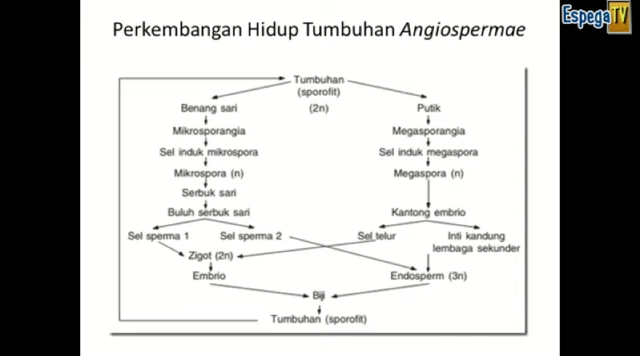 Espega TV
Perkembangan Hidup Tumbuhan Angiospermae
Tumbuhan
(sporofit)
(2n)
Benang sari
Putik
Mikrosporangia
Megasporangia
Sel induk mikrospora
Sel induk megaspora
Mikrospora (n)
Megaspora (n)
Serbuk sari
Buluh serbuk sari
Kantong embrio
Sel sperma 1
Sel sperma 2
Sel telur
Inti kandung
lembaga sekunder
Zigot (2n)
Embrio
Endosperm (3n)
Biji
Tumbuhan (sporofit)